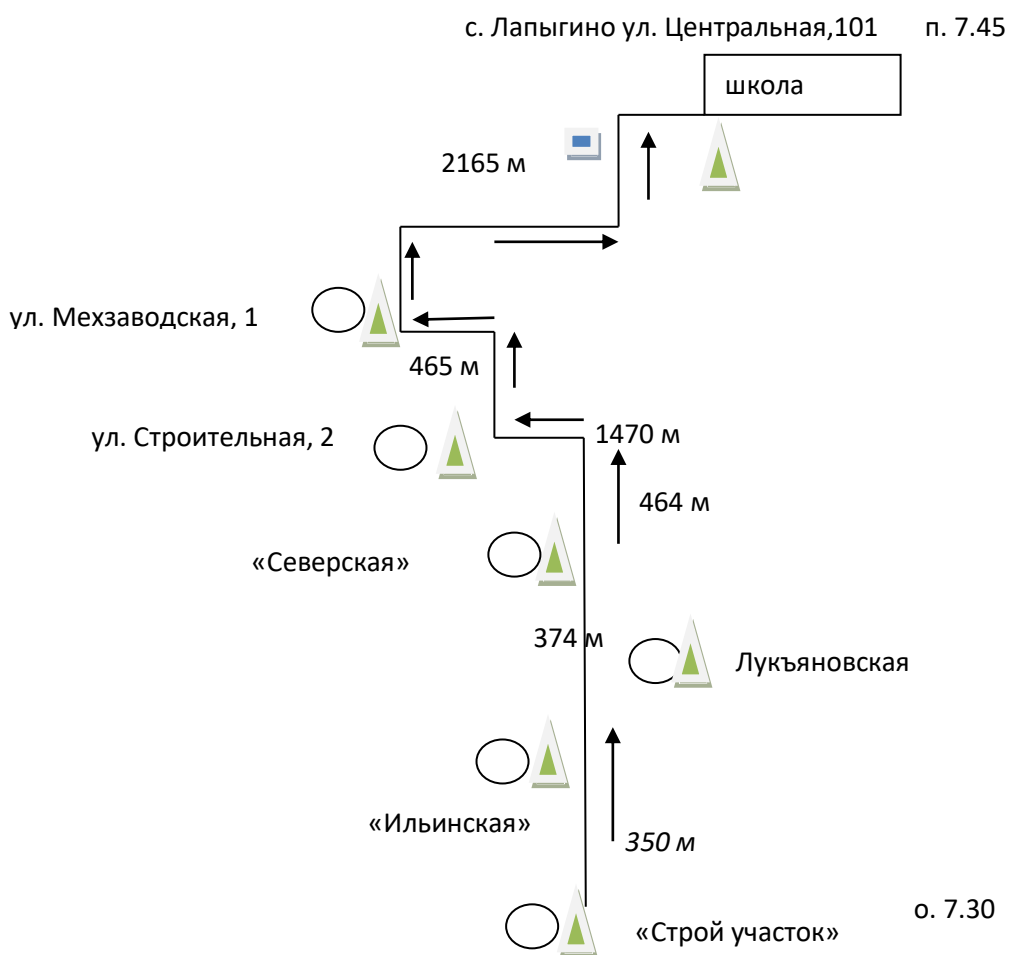 с. Лапыгино ул. Центральная,101 п. 7.45
школа
2165 м
ул. Мехзаводская, 1
465 м
ул. Строительная, 2
1470 м
464 м
«Северская»
374 м
Лукъяновская
«Ильинская»
350 м
о. 7.30
«Строй участок»